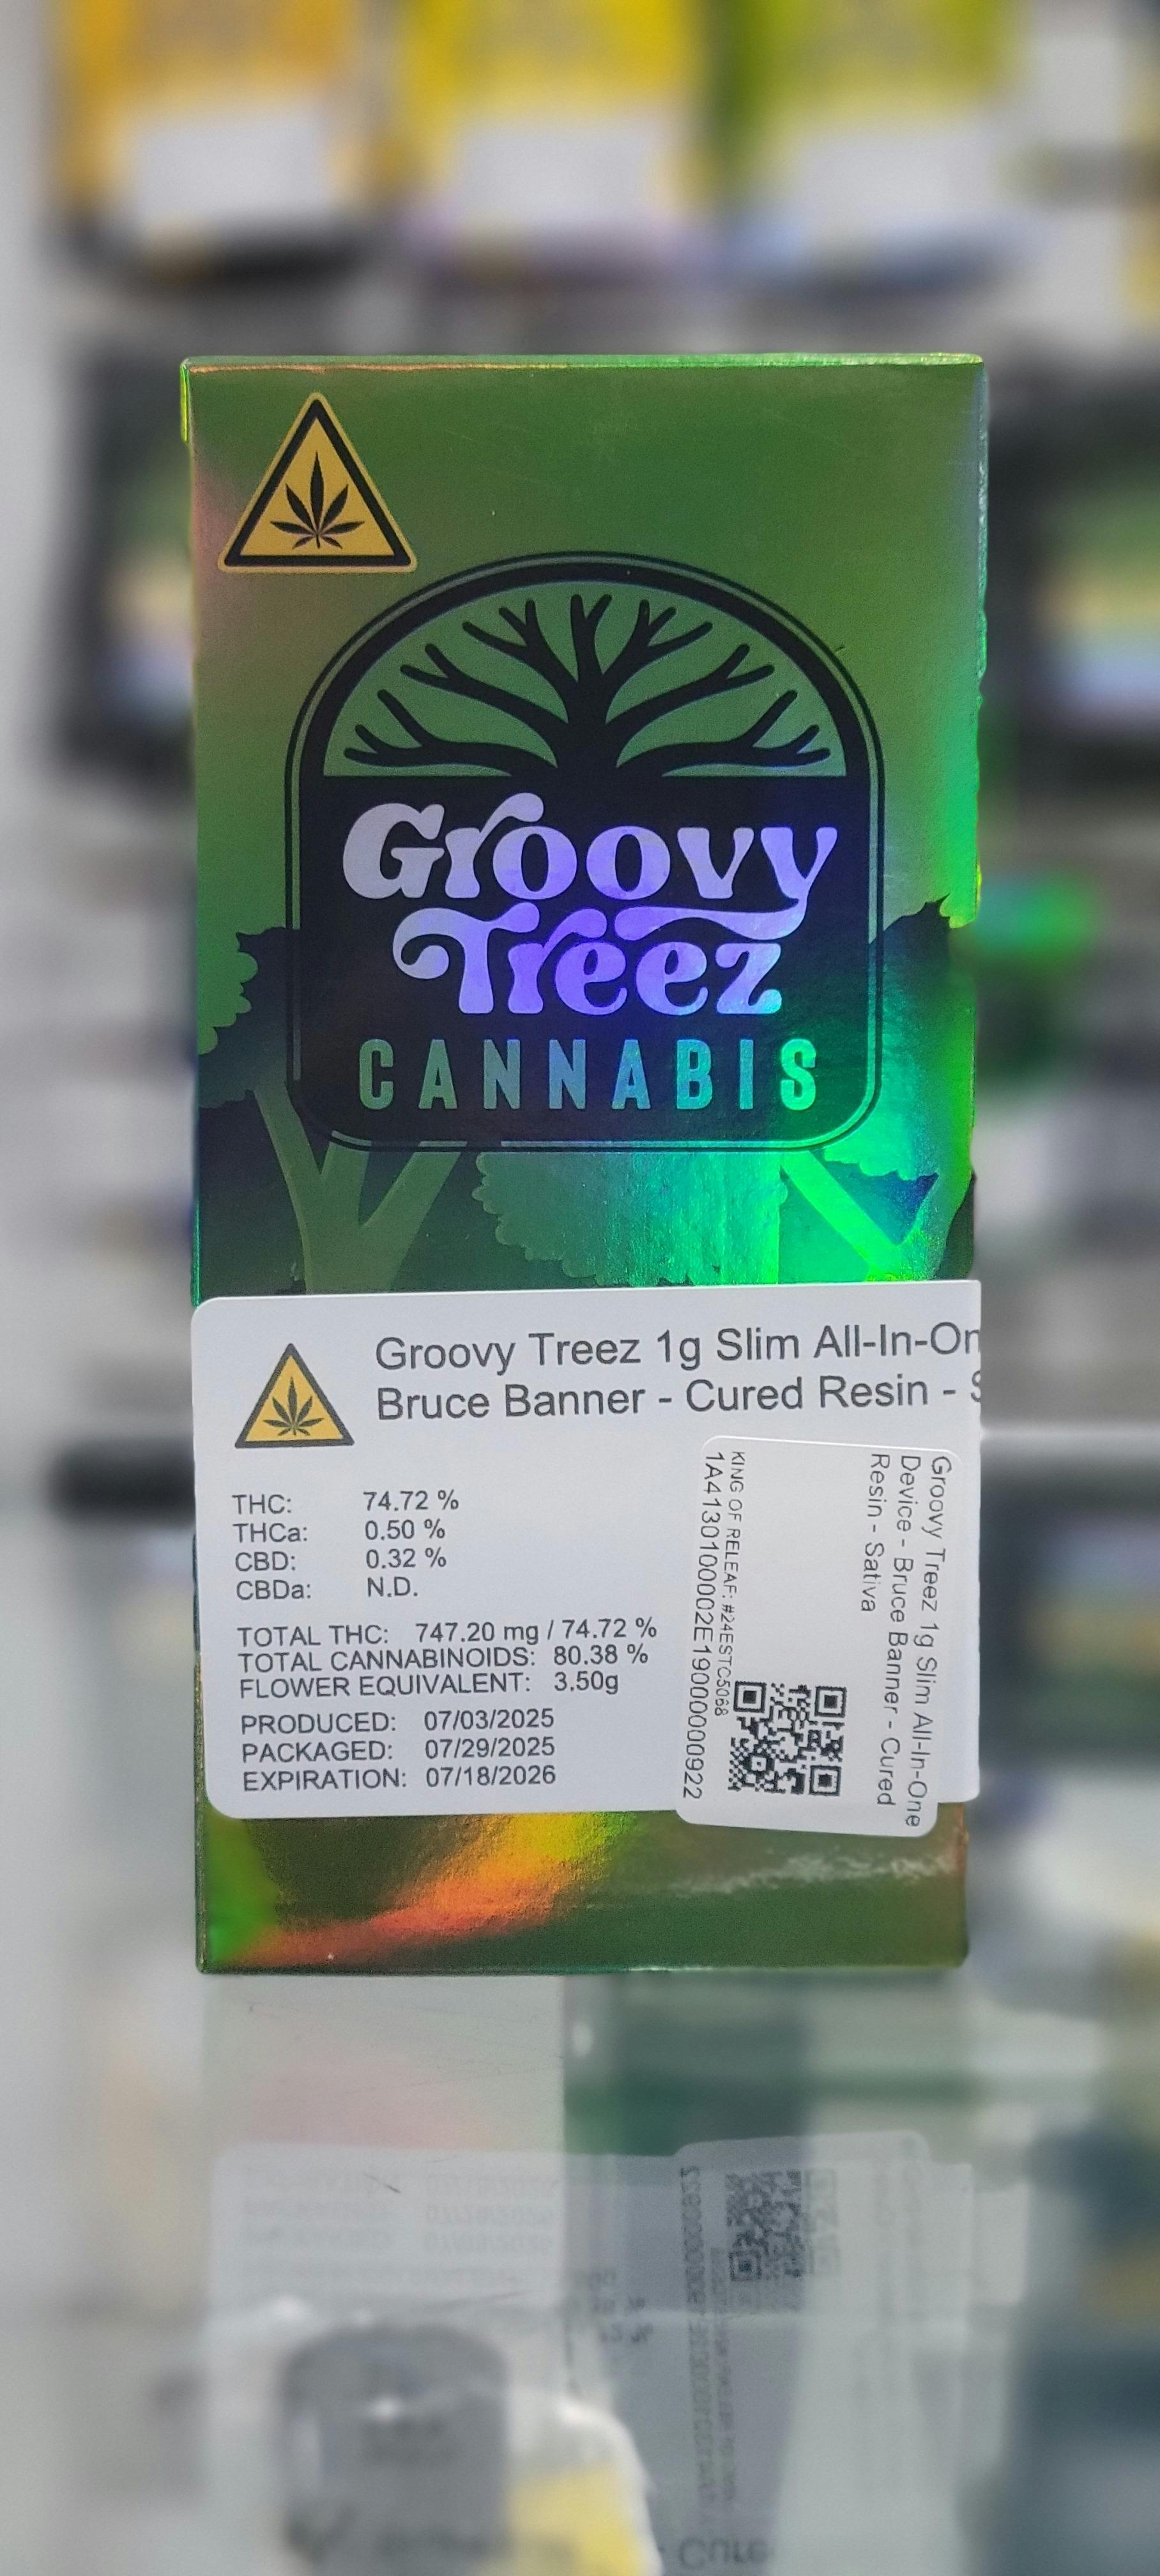 Groovy
Treez
CANNABIS
Groovy Treez 1g Slim All-In-On
Bruce Banner - Cured Resin - S
THC: 74.72 %
THCa: 0.50 %
CBD: 0.32 %
CBDa: N.D.
TOTAL THC: 747.20 mg / 74.72 %
TOTAL CANNABINOIDS: 80.38 %
FLOWER EQUIVALENT: 3.50g
PRODUCED: 07/03/2025
PACKAGED: 07/29/2025
EXPIRATION: 07/18/2026
Groovy Treez 1g Slim All-In-One
Device - Bruce Banner - Cured
Resin - Sativa
KING OF RELEAF: #24ESTC5068
1A4130100002E19000000922